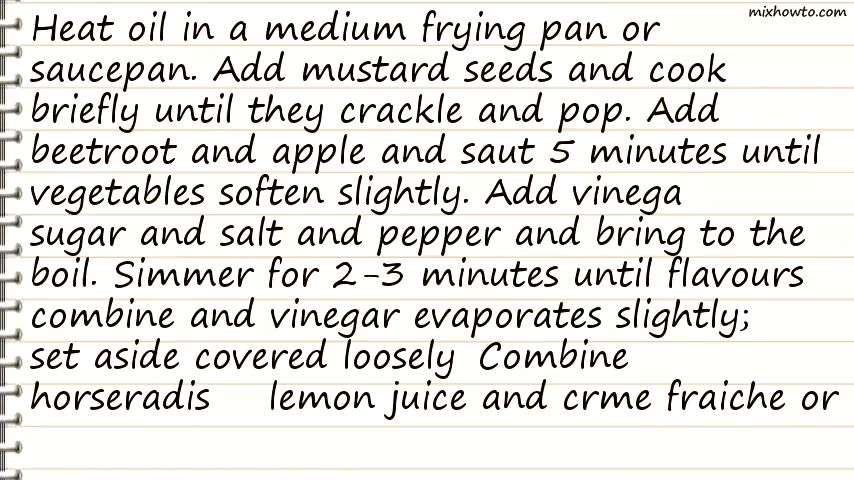 mixhowto.com
Heat oil in a medium frying pan or
saucepan. Add mustard seeds and cook
briefly until they crackle and pop. Add
beetroot and apple and saut 5 minutes until
vegetables soften slightly. Add vinega
sugar and salt and pepper and bring to the
boil. Simmer for 2-3 minutes until flavours
combine and vinegar evaporates slightly;
set aside covered loosely Combine
horseradis lemon juice and crme fraiche or